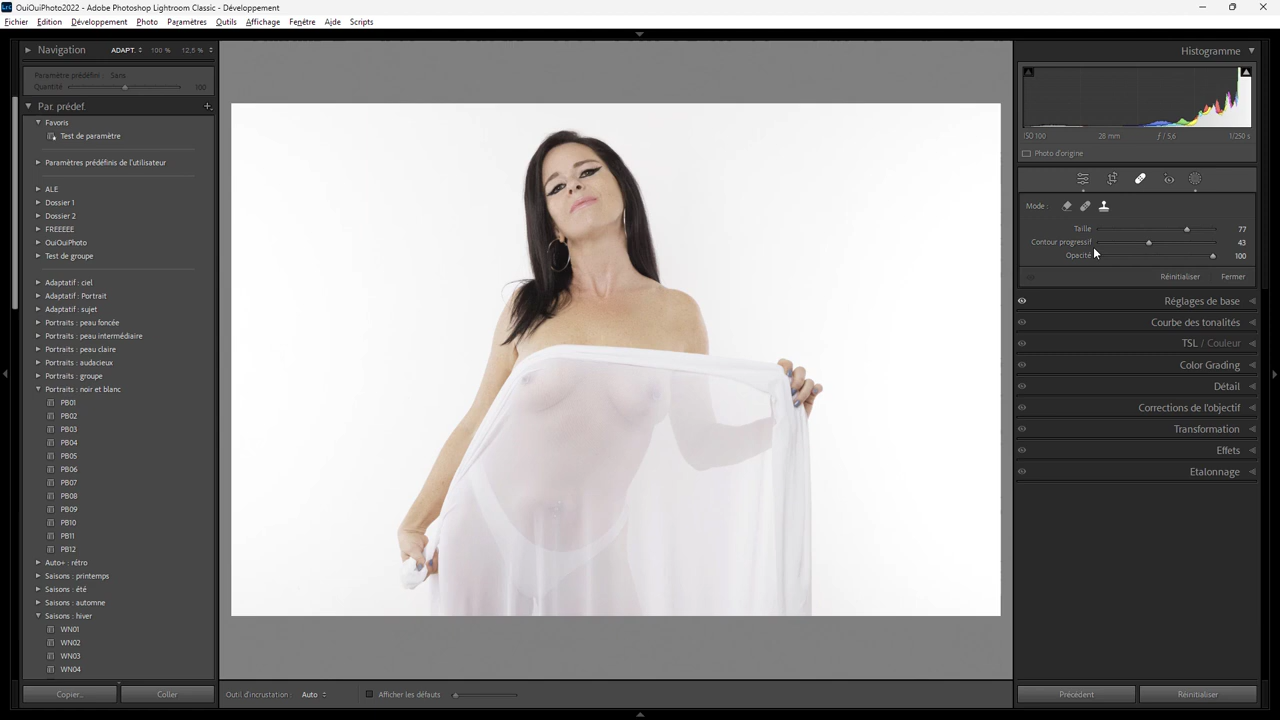 OuiOuiPhoto2022 - Adobe Photoshop Lightroom Classic - Développement
Fichier Edition Développement Photo Paramètres Outils Affichage Fenêtre Aide Scripts
Navigation ADAPT. 100 % 12,5 %
Paramètre prédéfini : Sans
Quantité 100
Par. prédéf. +
Favoris
Test de paramètre
Paramètres prédéfinis de l'utilisateur
ALE
Dossier 1
Dossier 2
FREEEEE
OuiOuiPhoto
Test de groupe
Adaptatif : ciel
Adaptatif : Portrait
Adaptatif : sujet
Portraits : peau foncée
Portraits : peau intermédiaire
Portraits : peau claire
Portraits : audacieux
Portraits : groupe
Portraits : noir et blanc
PB01
PB02
PB03
PB04
PB05
PB06
PB07
PB08
PB09
PB10
PB11
PB12
Auto+ : rétro
Saisons : printemps
Saisons : été
Saisons : automne
Saisons : hiver
WN01
WN02
WN03
WN04
Copier... Coller
Outil d'incrustation : Auto Afficher les défauts
Histogramme
ISO 100 28 mm ƒ / 5,6 1/250 s
Photo d'origine
Mode :
Taille 77
Contour progressif 43
Opacité 100
Réinitialiser Fermer
Réglages de base
Courbe des tonalités
TSL / Couleur
Color Grading
Détail
Corrections de l'objectif
Transformation
Effets
Etalonnage
Précédent Réinitialiser